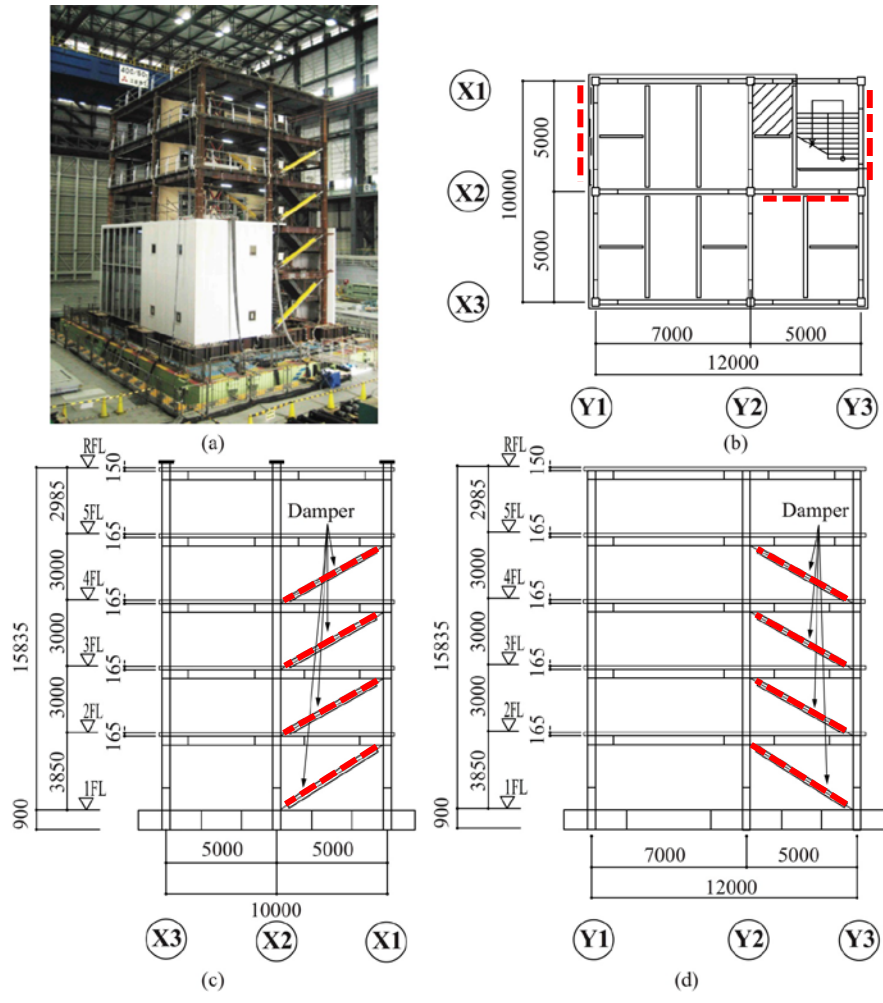 400/50t
(a)
X1
X2
X3
5000
5000
10000
7000
5000
12000
Y1
Y2
Y3
(b)
RFL
5FL
4FL
3FL
2FL
1FL
150
165
165
165
165
2985
3000
3000
3000
3850
15835
900
Damper
5000
5000
10000
X3
X2
X1
(c)
RFL
5FL
4FL
3FL
2FL
1FL
150
165
165
165
165
2985
3000
3000
3000
3850
15835
900
Damper
7000
5000
12000
Y1
Y2
Y3
(d)